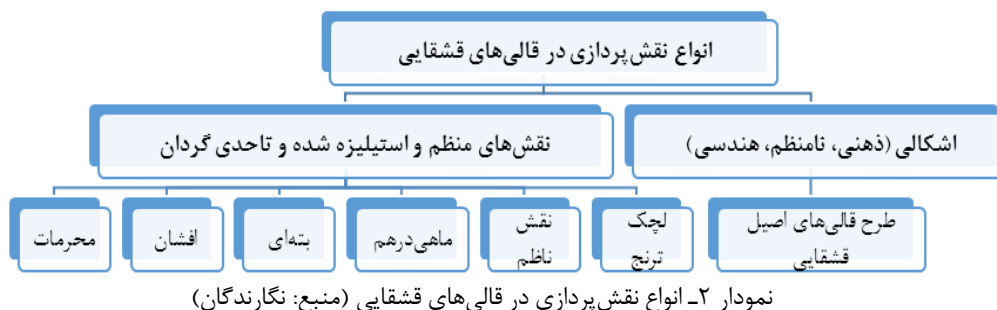 انواع نقش‌پردازی در قالی‌های قشقایی
اشکالی (ذهنی، نامنظم، هندسی)
نقش‌های منظم و استیلیزه شده و تاحدی گردان
طرح قالی‌های اصیل
قشقایی
لچک
ترنج
نقش
ناظم
ماهی‌درهم
بته‌ای
افشان
محرمات
نمودار ۲ـ انواع نقش‌پردازی در قالی‌های قشقایی (منبع: نگارندگان)